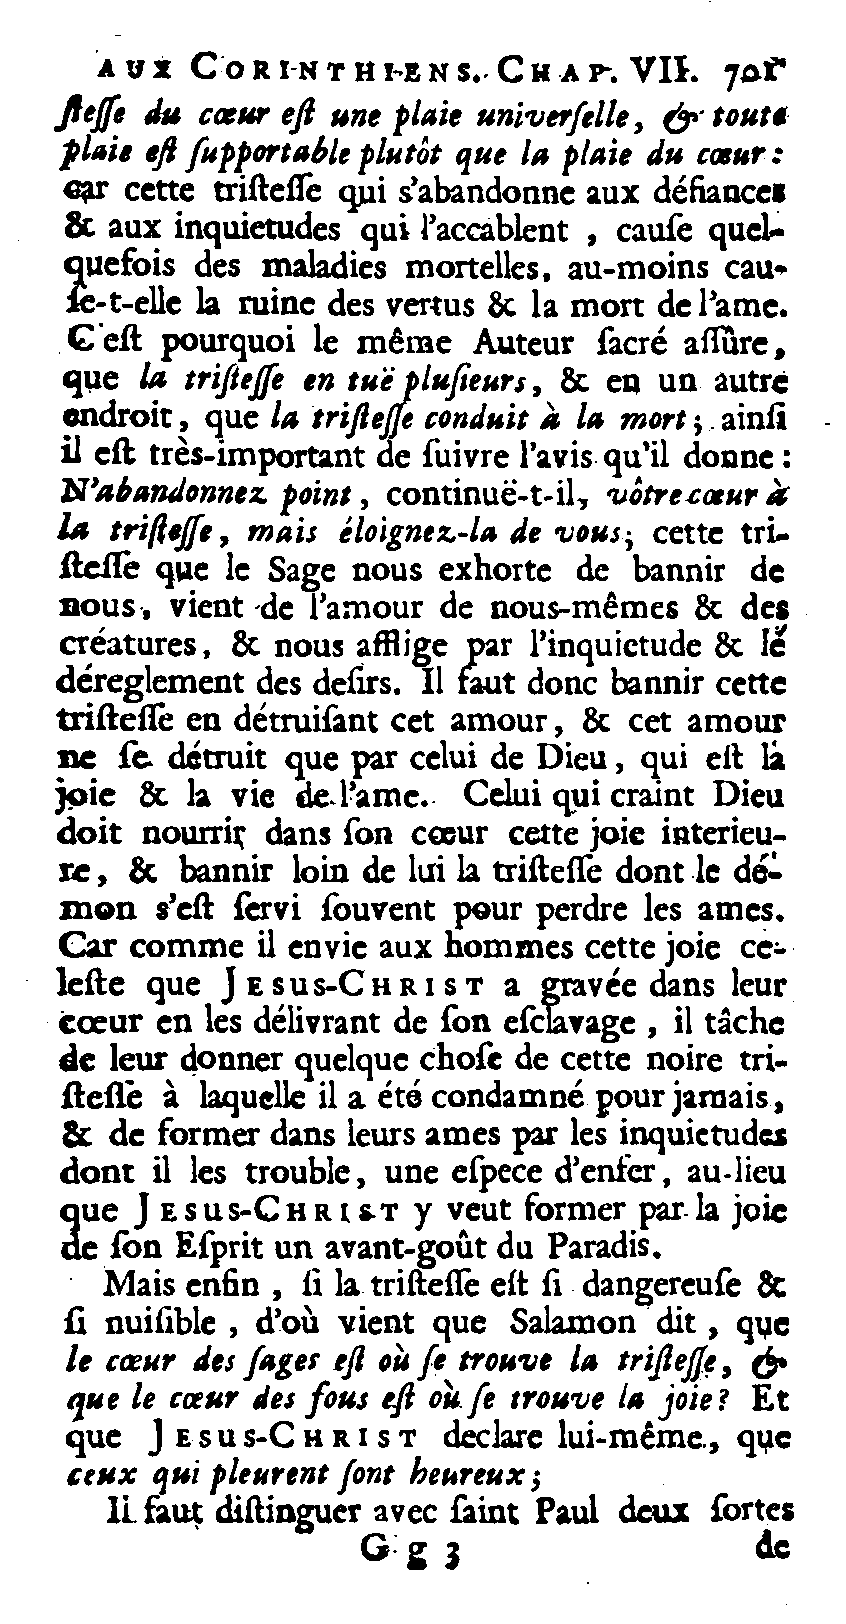 AUX CORINTHIENS. CHAP. VII. 701
ſteſſe du cœur eſt une plaie univerſelle, & toute
plaie eſt ſupportable plutôt que la plaie du cœur:
car cette triſteſſe qui s'abandonne aux défiances
& aux inquietudes qui l'accablent, cauſe quel-
quefois des maladies mortelles, au-moins cau-
ſe-t-elle la ruine des vertus & la mort de l'ame.
C'eſt pourquoi le même Auteur ſacré aſſûre,
que la triſteſſe en tuë pluſieurs, & en un autre
endroit, que la triſteſſe conduit à la mort; ainſi
il eſt très-important de ſuivre l'avis qu'il donne:
N'abandonnez point, continuë-t-il, vôtre cœur à
la triſteſſe, mais éloignez-la de vous; cette tri-
ſteſſe que le Sage nous exhorte de bannir de
nous, vient de l'amour de nous-mêmes & des
créatures, & nous afflige par l'inquietude & le
déreglement des deſirs. Il faut donc bannir cette
triſteſſe en détruiſant cet amour, & cet amour
ne ſe détruit que par celui de Dieu, qui eſt la
joie & la vie de l'ame. Celui qui craint Dieu
doit nourrir dans ſon cœur cette joie interieu-
re, & bannir loin de lui la triſteſſe dont le dé-
mon s'eſt ſervi ſouvent pour perdre les ames.
Car comme il envie aux hommes cette joie ce-
leſte que JESUS-CHRIST a gravée dans leur
cœur en les délivrant de ſon eſclavage, il tâche
de leur donner quelque choſe de cette noire tri-
ſteſſe à laquelle il a été condamné pour jamais,
& de former dans leurs ames par les inquietudes
dont il les trouble, une eſpece d'enfer, au-lieu
que JESUS-CHRIST y veut former par la joie
de ſon Eſprit un avant-goût du Paradis.
Mais enfin, ſi la triſteſſe eſt ſi dangereuſe &
ſi nuiſible, d'où vient que Salamon dit, que
le cœur des ſages eſt où ſe trouve la triſteſſe, &
que le cœur des fous eſt où ſe trouve la joie? Et
que JESUS-CHRIST declare lui-même, que
ceux qui pleurent ſont heureux;
Il faut diſtinguer avec ſaint Paul deux ſortes
Gg 3 de